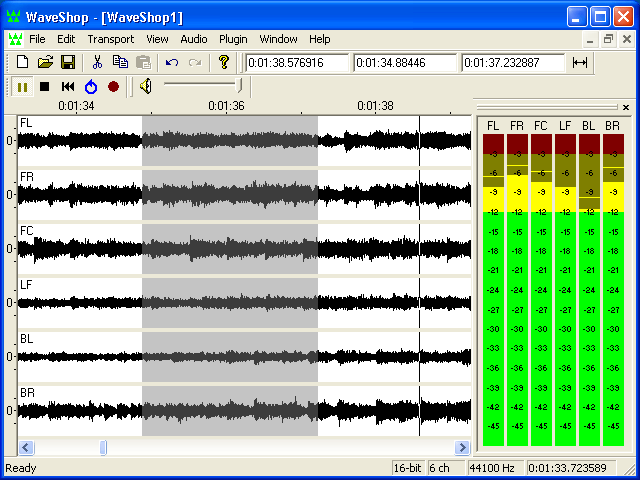 WaveShop - [WaveShop1]
File Edit Transport View Audio Plugin Window Help
0:01:38.576916 0:01:34.88446 0:01:37.232887
0:01:34 0:01:36 0:01:38
FL
0
FR
0
FC
0
LF
0
BL
0
BR
0
FL FR FC LF BL BR
-3 -3 -3 -3 -3 -3
-6 -6 -6 -6 -6 -6
-9 -9 -9 -9 -9 -9
-12 -12 -12 -12 -12 -12
-15 -15 -15 -15 -15 -15
-18 -18 -18 -18 -18 -18
-21 -21 -21 -21 -21 -21
-24 -24 -24 -24 -24 -24
-27 -27 -27 -27 -27 -27
-30 -30 -30 -30 -30 -30
-33 -33 -33 -33 -33 -33
-36 -36 -36 -36 -36 -36
-39 -39 -39 -39 -39 -39
-42 -42 -42 -42 -42 -42
-45 -45 -45 -45 -45 -45
Ready 16-bit 6 ch 44100 Hz 0:01:33.723589